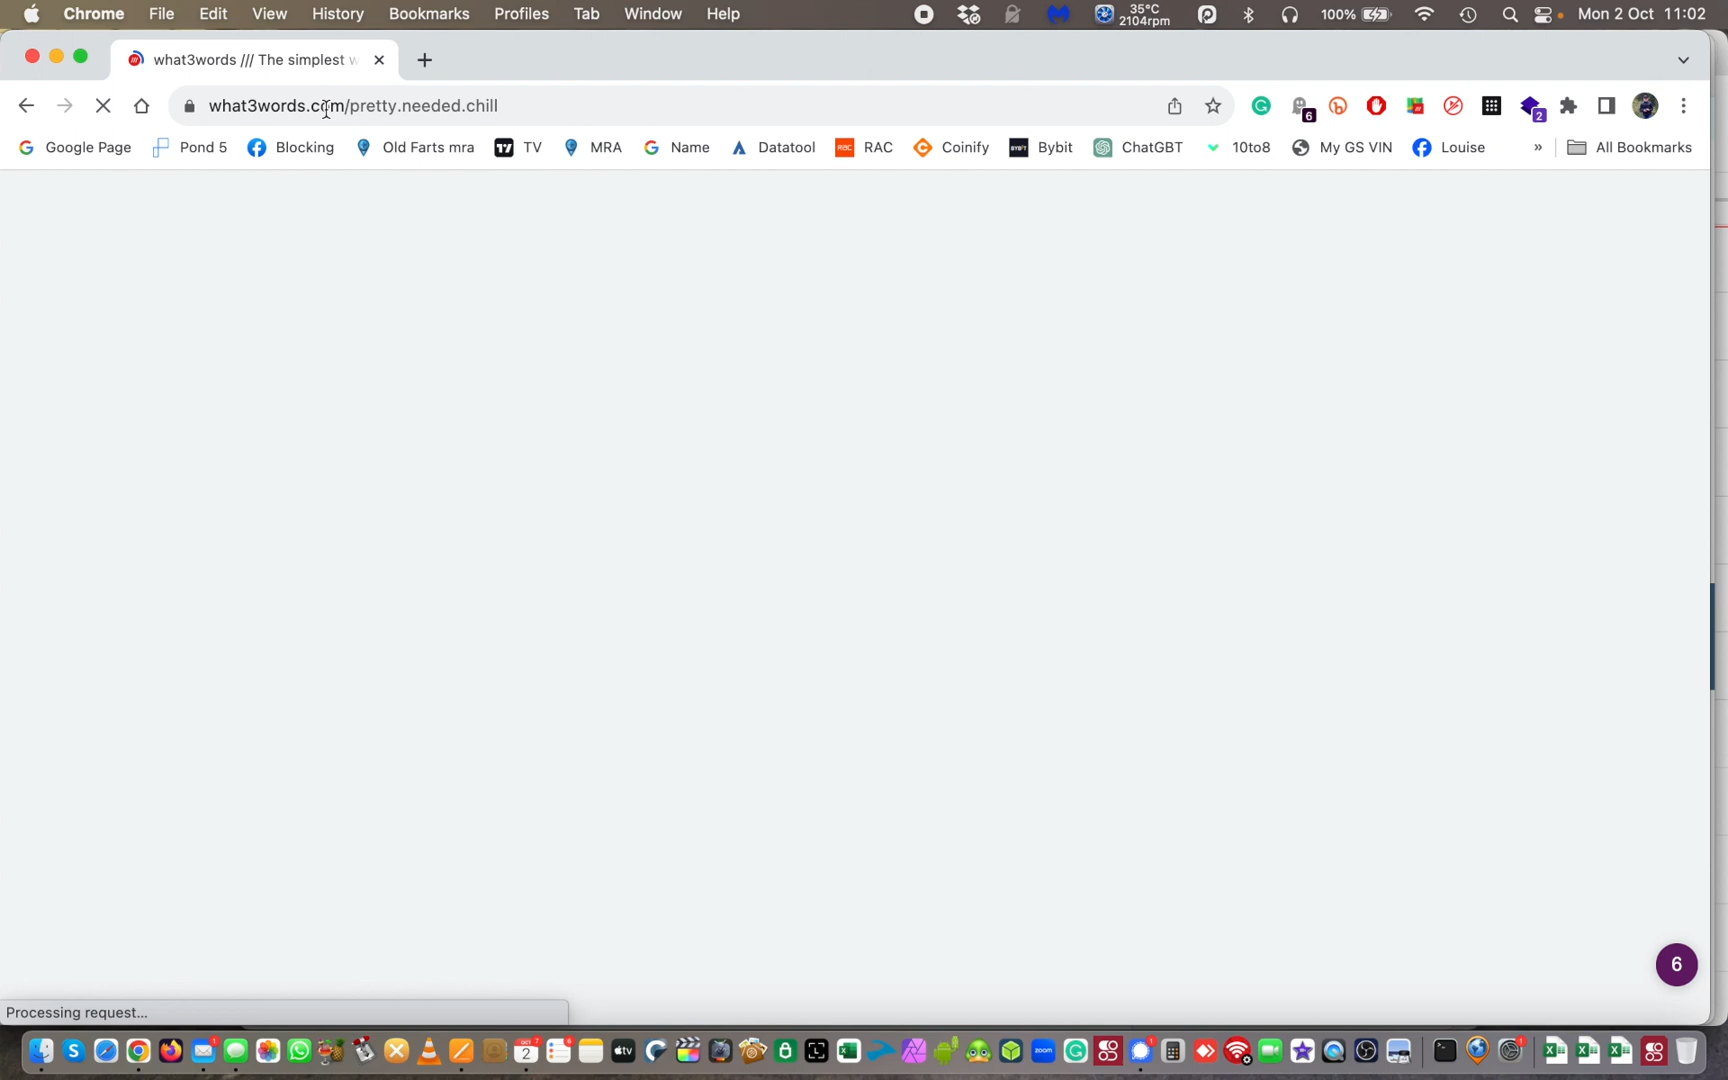 Chrome File Edit View History Bookmarks Profiles Tab Window Help 35°C 2104rpm 100% Mon 2 Oct 11:02
what3words /// The simplest w
what3words.com/pretty.needed.chill 6 2
Google Page Pond 5 Blocking Old Farts mra TV MRA Name Datatool RAC Coinify Bybit ChatGBT 10to8 My GS VIN Louise » All Bookmarks
6
Processing request...